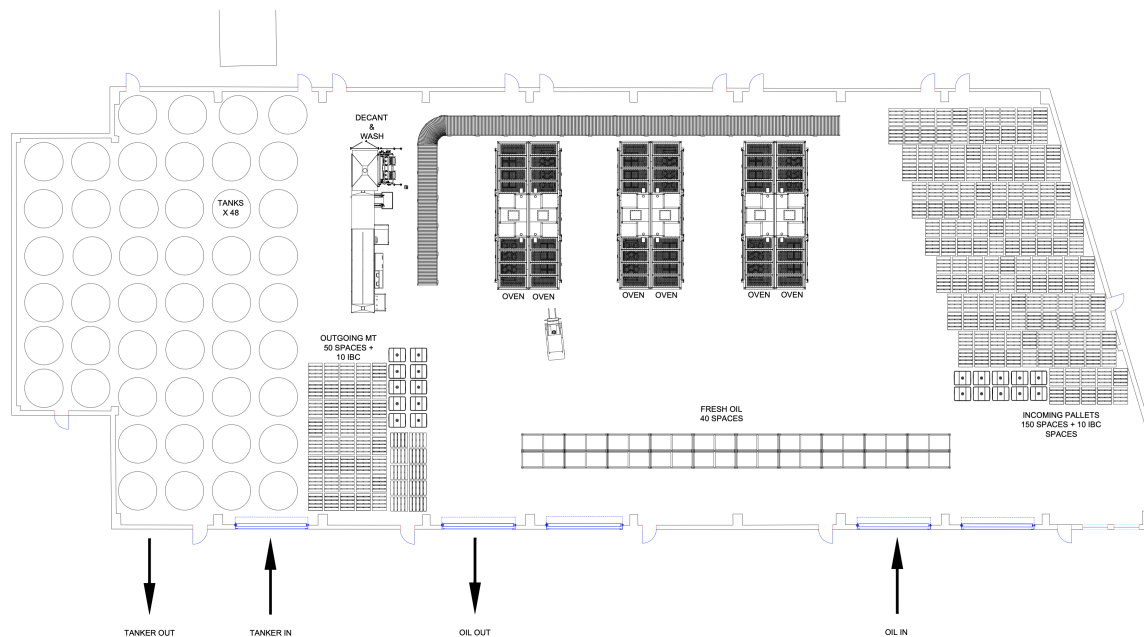 DECANT
&
WASH
TANKS
X 48
OVEN OVEN
OVEN OVEN
OVEN OVEN
OUTGOING MT
50 SPACES +
10 IBC
FRESH OIL
40 SPACES
INCOMING PALLETS
150 SPACES + 10 IBC
SPACES
TANKER OUT
TANKER IN
OIL OUT
OIL IN